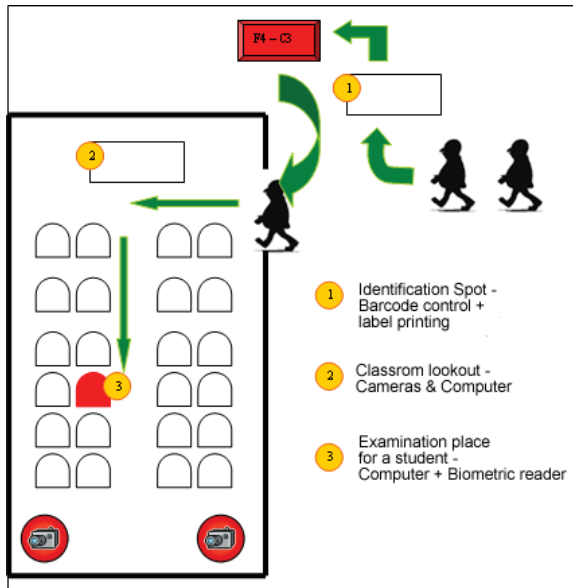 F4 – C3
1
2
3
1 Identification Spot -
Barcode control +
label printing
2 Classrom lookout -
Cameras & Computer
3 Examination place
for a student -
Computer + Biometric reader